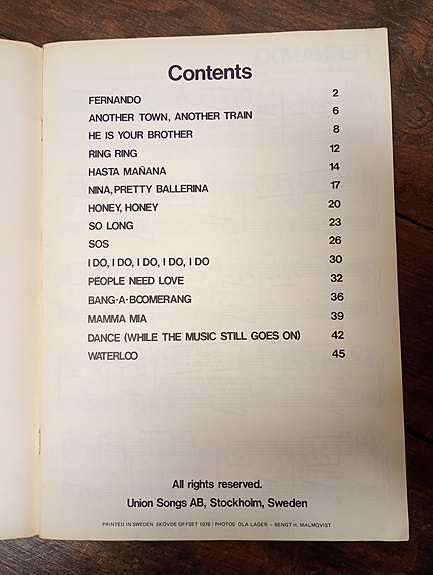 Contents
FERNANDO 2
ANOTHER TOWN, ANOTHER TRAIN 6
HE IS YOUR BROTHER 8
RING RING 12
HASTA MAÑANA 14
NINA, PRETTY BALLERINA 17
HONEY, HONEY 20
SO LONG 23
SOS 26
I DO, I DO, I DO, I DO, I DO 30
PEOPLE NEED LOVE 32
BANG-A-BOOMERANG 36
MAMMA MIA 39
DANCE (WHILE THE MUSIC STILL GOES ON) 42
WATERLOO 45
All rights reserved.
Union Songs AB, Stockholm, Sweden
PRINTED IN SWEDEN SKÖVDE OFFSET 1976 / PHOTOS OLA LAGER – BENGT H. MALMQVIST